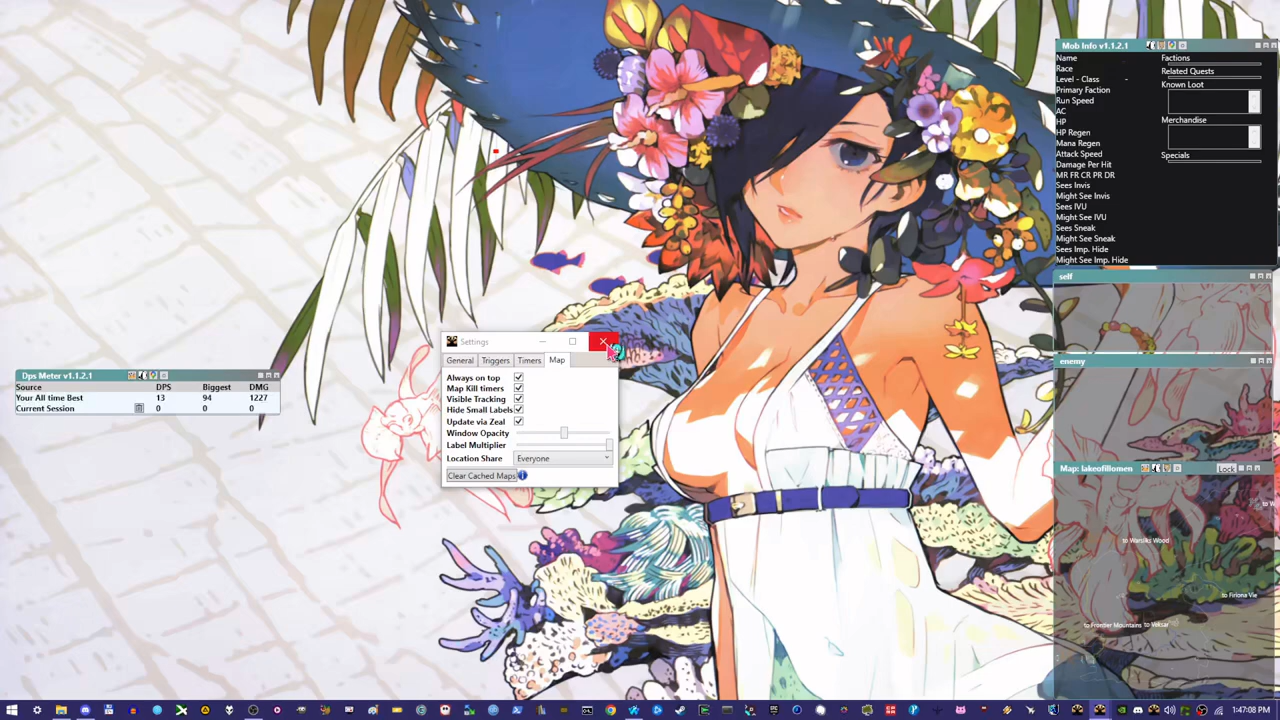 Mob Info v1.1.2.1
Name
Race
Level - Class -
Primary Faction
Run Speed
AC
HP
HP Regen
Mana Regen
Attack Speed
Damage Per Hit
MR FR CR PR DR
Sees Invis
Might See Invis
Sees IVU
Might See IVU
Sees Sneak
Might See Sneak
Sees Imp. Hide
Might See Imp. Hide
Factions
Related Quests
Known Loot
Merchandise
Specials
self
Settings
General Triggers Timers Map
Always on top
Map Kill timers
Visible Tracking
Hide Small Labels
Update via Zeal
Window Opacity
Label Multiplier
Location Share Everyone
Clear Cached Maps
enemy
Dps Meter v1.1.2.1
Source DPS Biggest DMG
Your All time Best 13 94 1227
Current Session 0 0 0
Map: lakeofillomen Lock
to W
to Warsliks Wood
to Firiona Vie
to Frontier Mountains to Veksar
1:47:08 PM